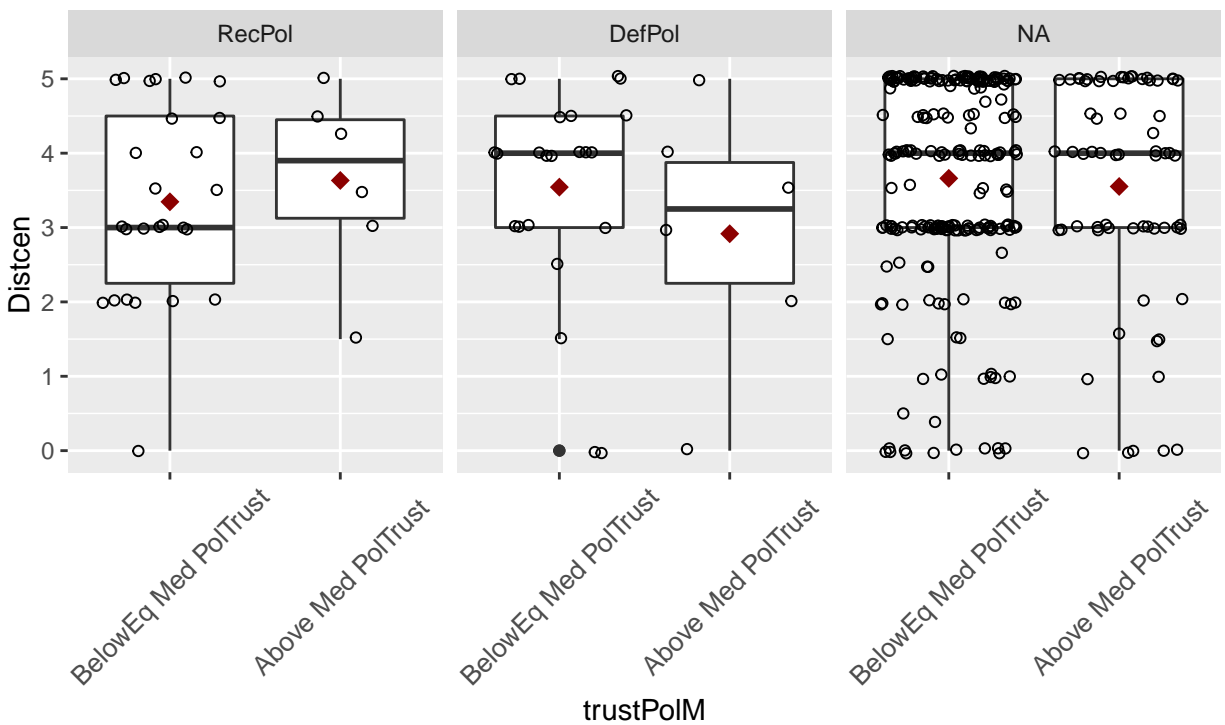 RecPol
DefPol
NA
Distcen
5
4
3
2
1
0
BelowEq Med PolTrust
Above Med PolTrust
BelowEq Med PolTrust
Above Med PolTrust
BelowEq Med PolTrust
Above Med PolTrust
trustPolM